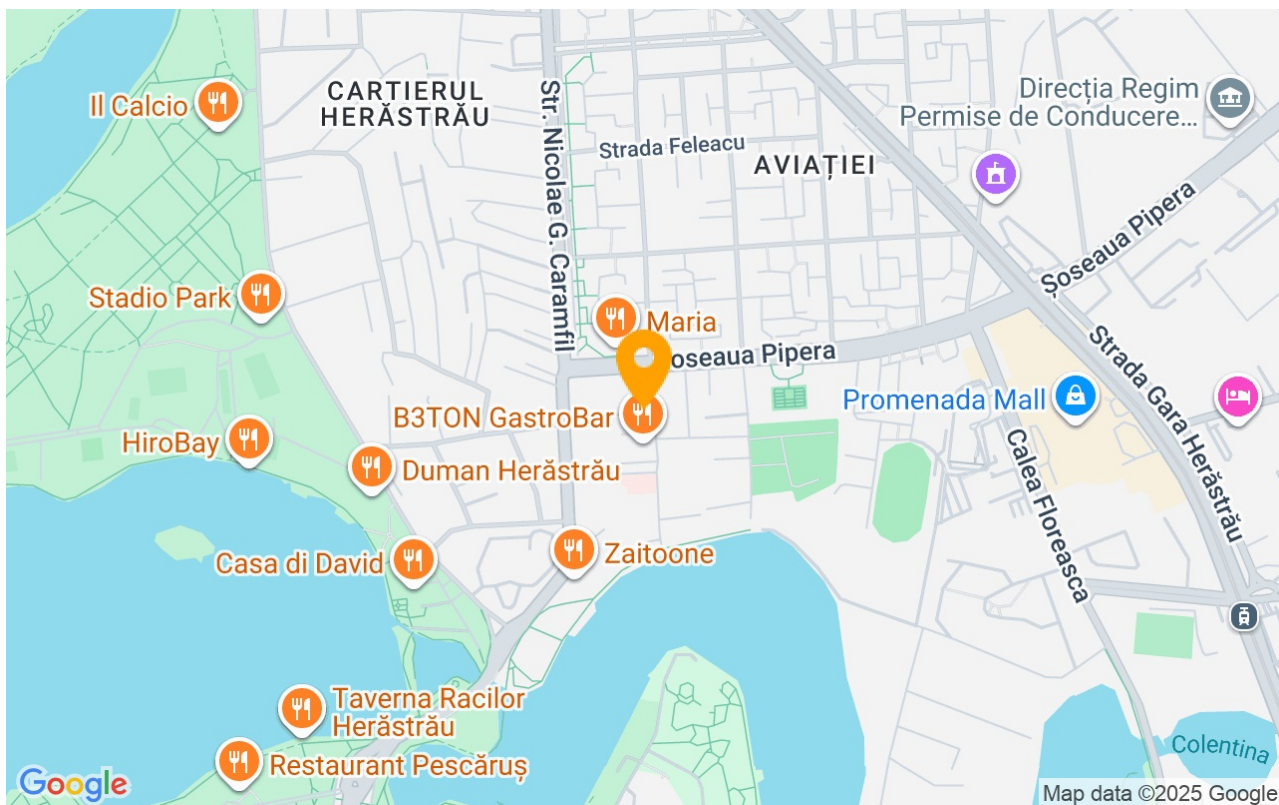 Il Calcio
CARTIERUL
HERĂSTRĂU
Str. Nicolae G. Caramfil
Strada Feleacu
AVIAȚIEI
Direcția Regim
Permise de Conducere...
Șoseaua Pipera
Stadio Park
Maria
oseaua Pipera
Strada Gara Herăstrău
B3TON GastroBar
Promenada Mall
HiroBay
Duman Herăstrău
Calea Floreasca
Casa di David
Zaitoone
Taverna Racilor
Herăstrău
Restaurant Pescăruș
Colentina
Google
Map data ©2025 Google